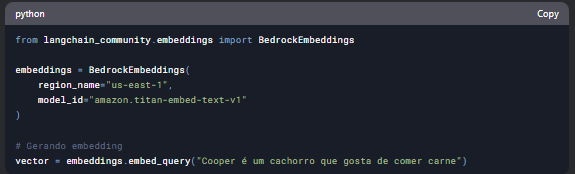 python
Copy
from langchain_community.embeddings import BedrockEmbeddings
embeddings = BedrockEmbeddings(
    region_name="us-east-1",
    model_id="amazon.titan-embed-text-v1"
)
# Gerando embedding
vector = embeddings.embed_query("Cooper é um cachorro que gosta de comer carne")